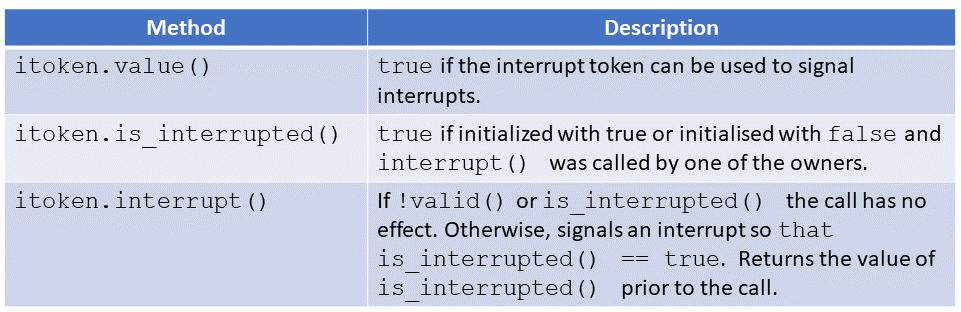 Method Description
itoken.value() true if the interrupt token can be used to signal
interrupts.
itoken.is_interrupted() true if initialized with true or initialised with false and
interrupt() was called by one of the owners.
itoken.interrupt() If !valid() or is_interrupted() the call has no
effect. Otherwise, signals an interrupt so that
is_interrupted() == true. Returns the value of
is_interrupted() prior to the call.